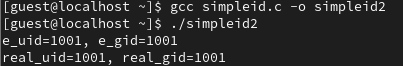 [guest@localhost ~]$ gcc simpleid.c -o simpleid2
[guest@localhost ~]$ ./simpleid2
e_uid=1001, e_gid=1001
real_uid=1001, real_gid=1001